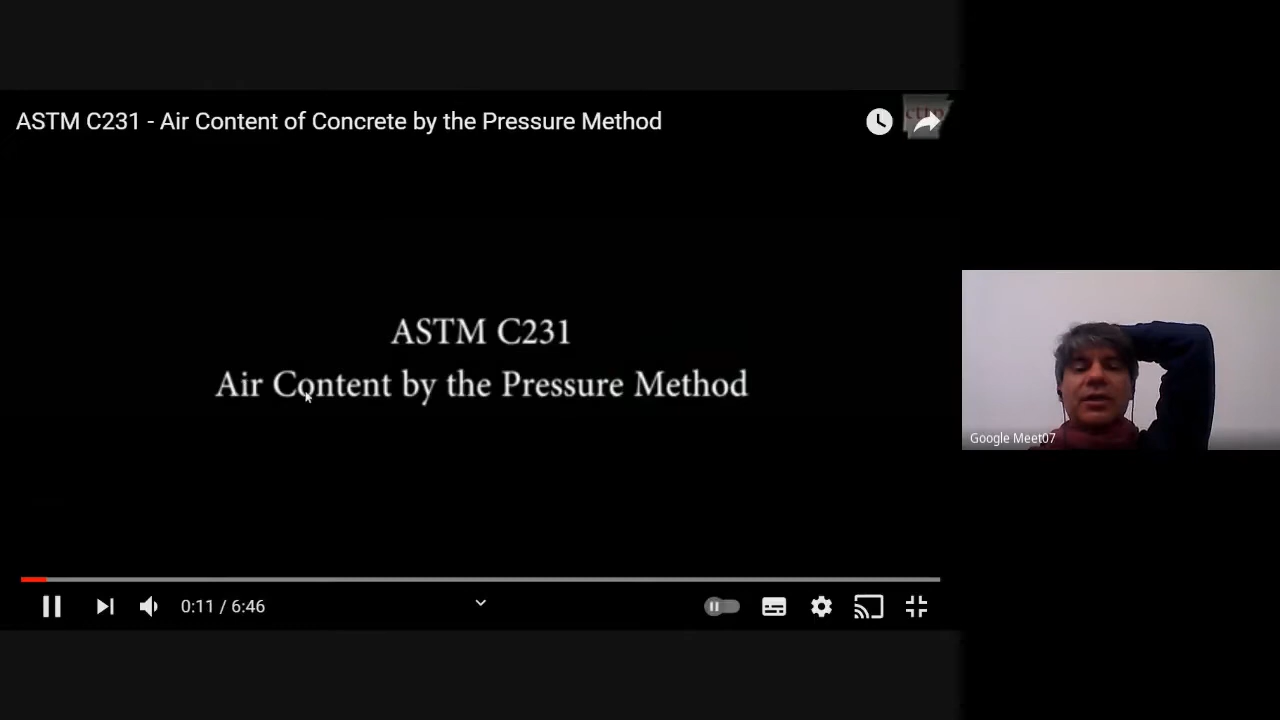 ASTM C231 - Air Content of Concrete by the Pressure Method
cttp
ASTM C231
Air Content by the Pressure Method
Google Meet07
0:11 / 6:46